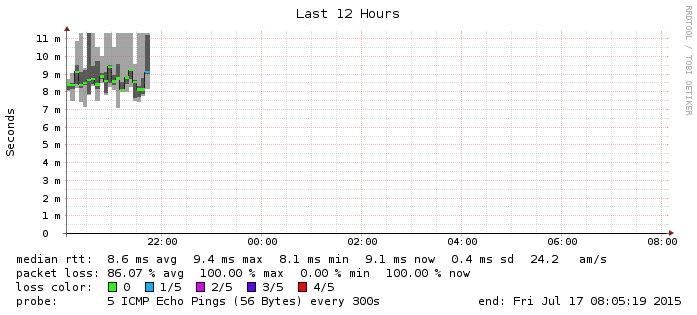 Last 12 Hours
RRDTOOL / TOBI OETIKER
Seconds
11 m
10 m
9 m
8 m
7 m
6 m
5 m
4 m
3 m
2 m
1 m
0
22:00 00:00 02:00 04:00 06:00 08:00
median rtt: 8.6 ms avg 9.4 ms max 8.1 ms min 9.1 ms now 0.4 ms sd 24.2 am/s
packet loss: 86.07 % avg 100.00 % max 0.00 % min 100.00 % now
loss color: 0 1/5 2/5 3/5 4/5
probe: 5 ICMP Echo Pings (56 Bytes) every 300s end: Fri Jul 17 08:05:19 2015